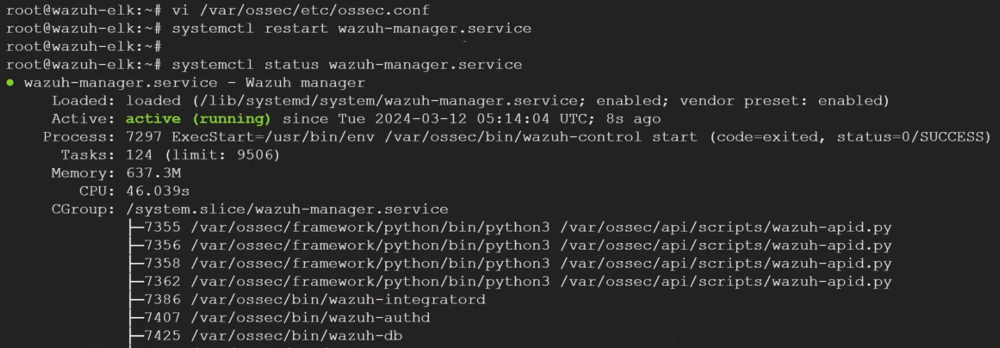 root@wazuh-elk:~# vi /var/ossec/etc/ossec.conf
root@wazuh-elk:~# systemctl restart wazuh-manager.service
root@wazuh-elk:~#
root@wazuh-elk:~# systemctl status wazuh-manager.service
● wazuh-manager.service - Wazuh manager
Loaded: loaded (/lib/systemd/system/wazuh-manager.service; enabled; vendor preset: enabled)
Active: active (running) since Tue 2024-03-12 05:14:04 UTC; 8s ago
Process: 7297 ExecStart=/usr/bin/env /var/ossec/bin/wazuh-control start (code=exited, status=0/SUCCESS)
Tasks: 124 (limit: 9506)
Memory: 637.3M
CPU: 46.039s
CGroup: /system.slice/wazuh-manager.service
├─7355 /var/ossec/framework/python/bin/python3 /var/ossec/api/scripts/wazuh-apid.py
├─7356 /var/ossec/framework/python/bin/python3 /var/ossec/api/scripts/wazuh-apid.py
├─7358 /var/ossec/framework/python/bin/python3 /var/ossec/api/scripts/wazuh-apid.py
├─7362 /var/ossec/framework/python/bin/python3 /var/ossec/api/scripts/wazuh-apid.py
├─7386 /var/ossec/bin/wazuh-integratord
├─7407 /var/ossec/bin/wazuh-authd
├─7425 /var/ossec/bin/wazuh-db